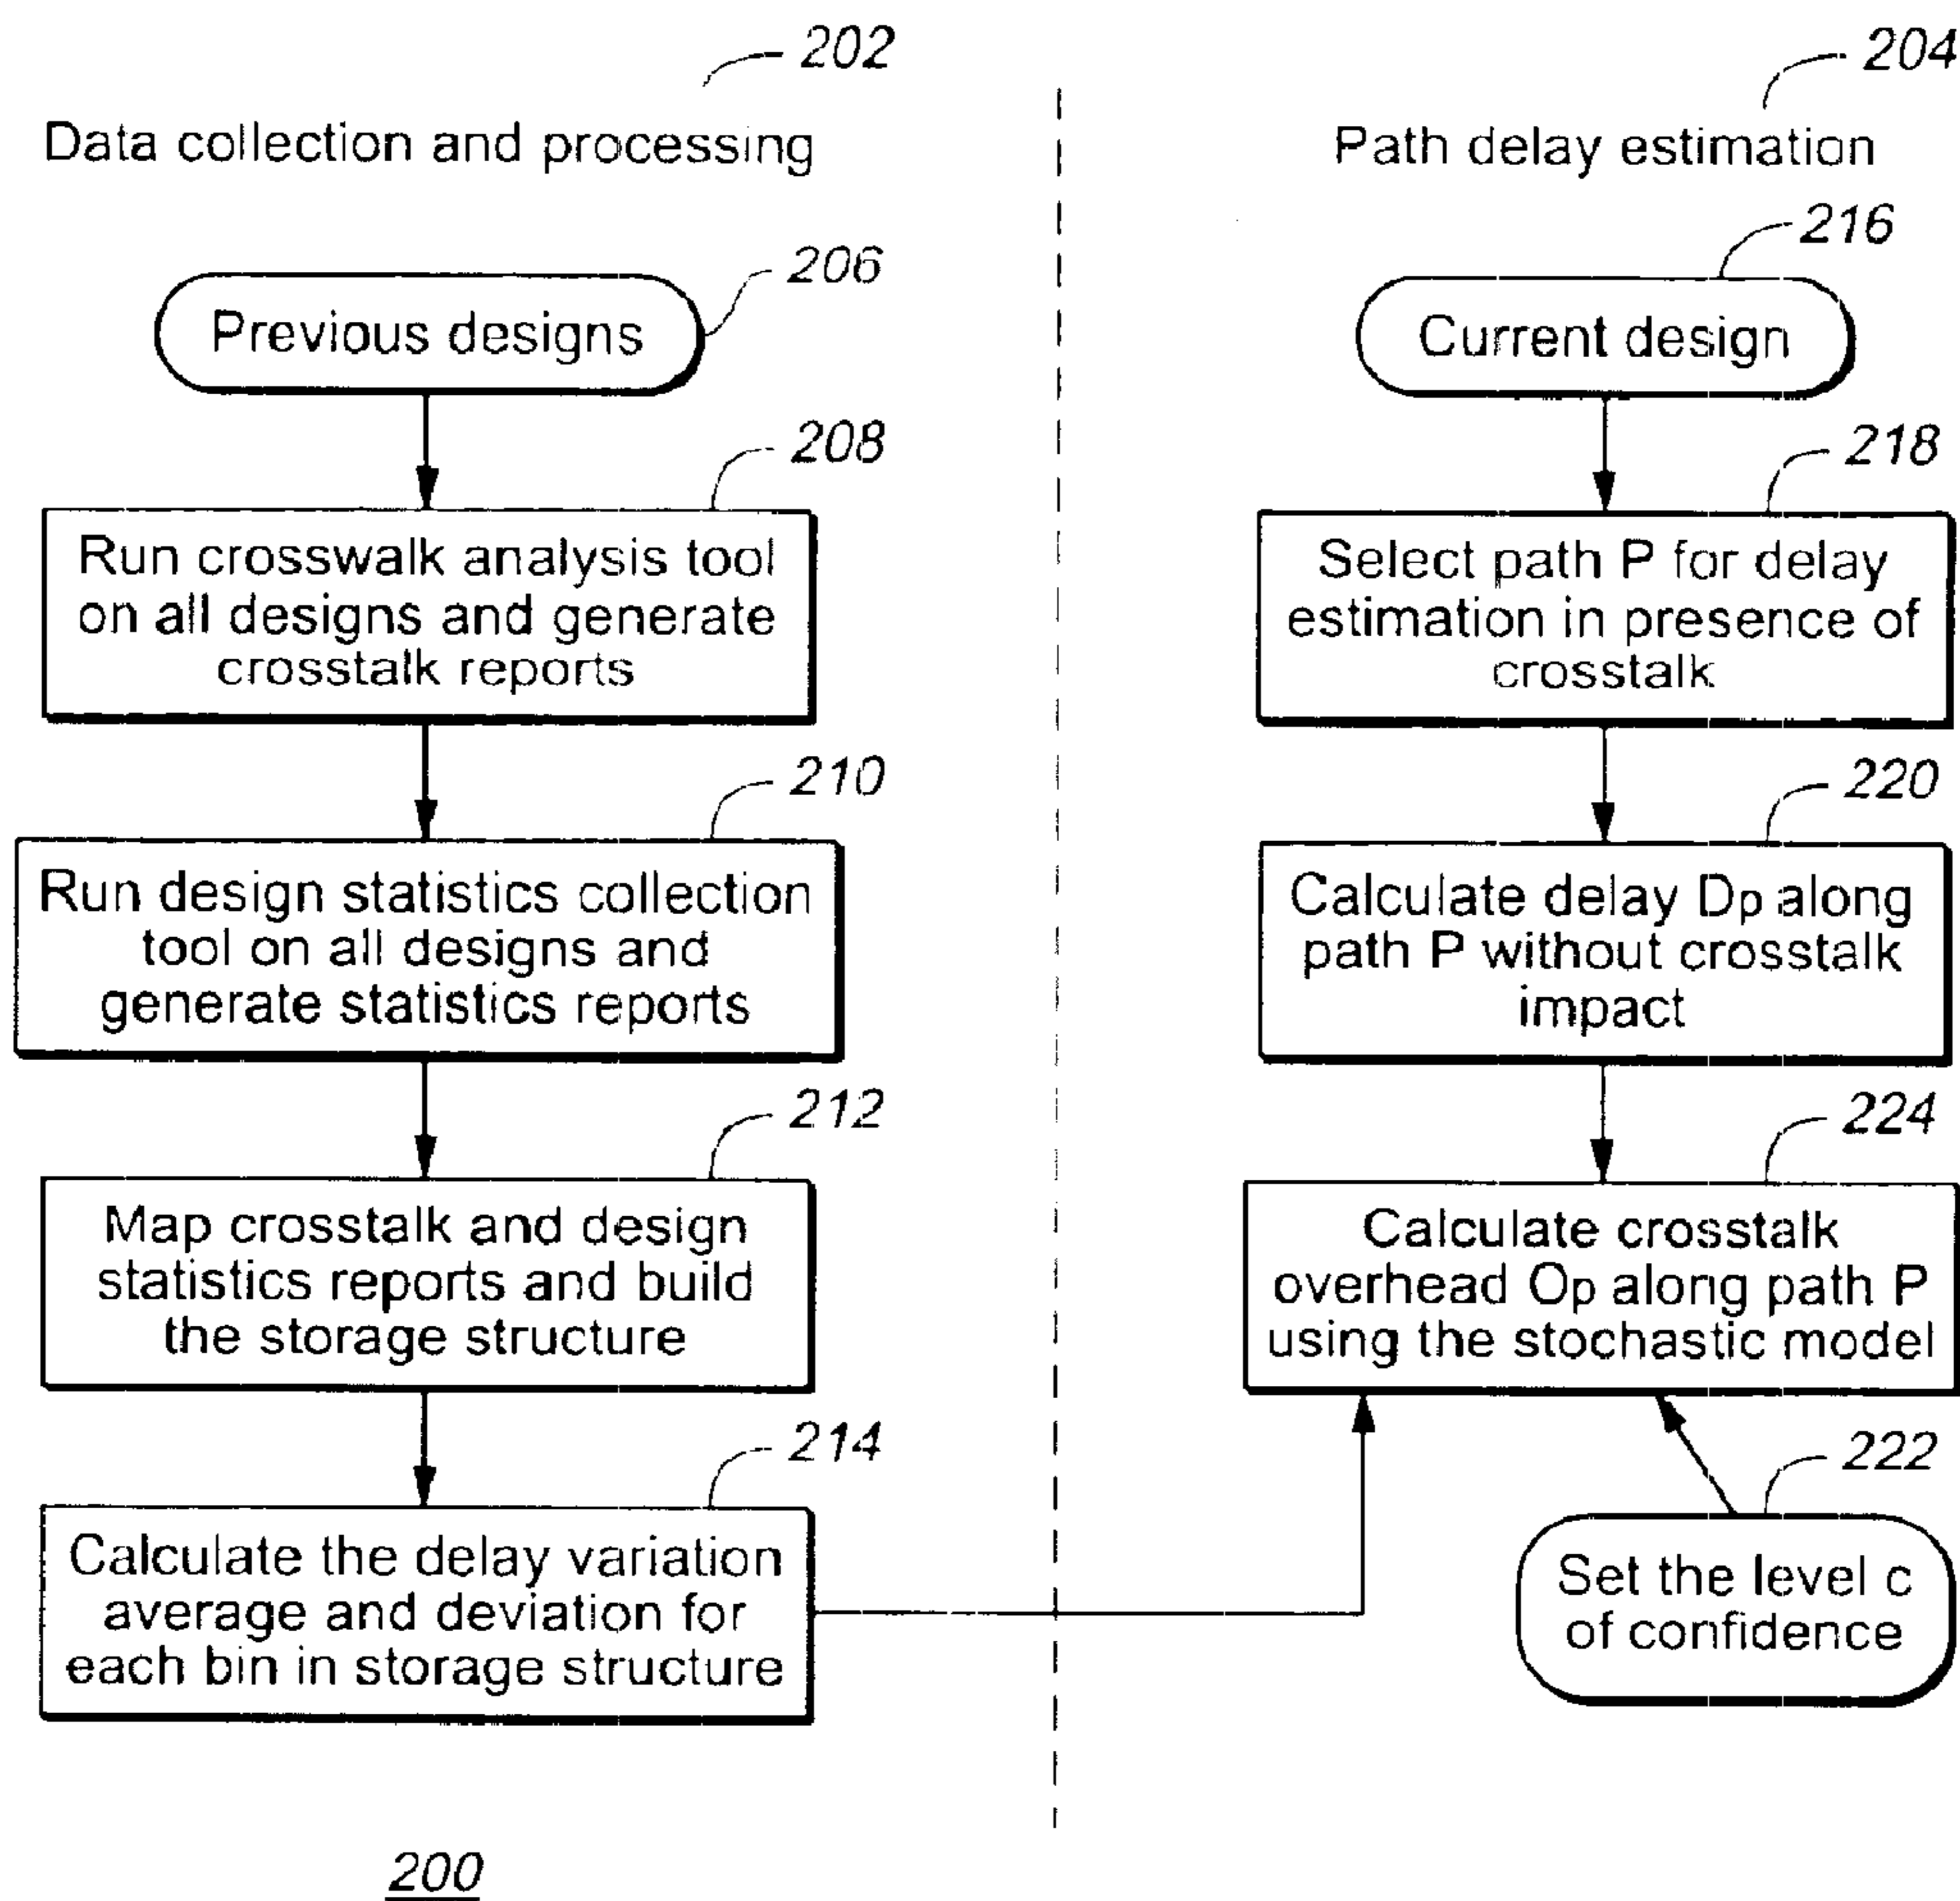 202
Data collection and processing
206
Previous designs
208
Run crosswalk analysis tool
on all designs and generate
crosstalk reports
210
Run design statistics collection
tool on all designs and
generate statistics reports
212
Map crosstalk and design
statistics reports and build
the storage structure
214
Calculate the delay variation
average and deviation for
each bin in storage structure
204
Path delay estimation
216
Current design
218
Select path P for delay
estimation in presence of
crosstalk
220
Calculate delay Dp along
path P without crosstalk
impact
224
Calculate crosstalk
overhead Op along path P
using the stochastic model
222
Set the level c
of confidence
200